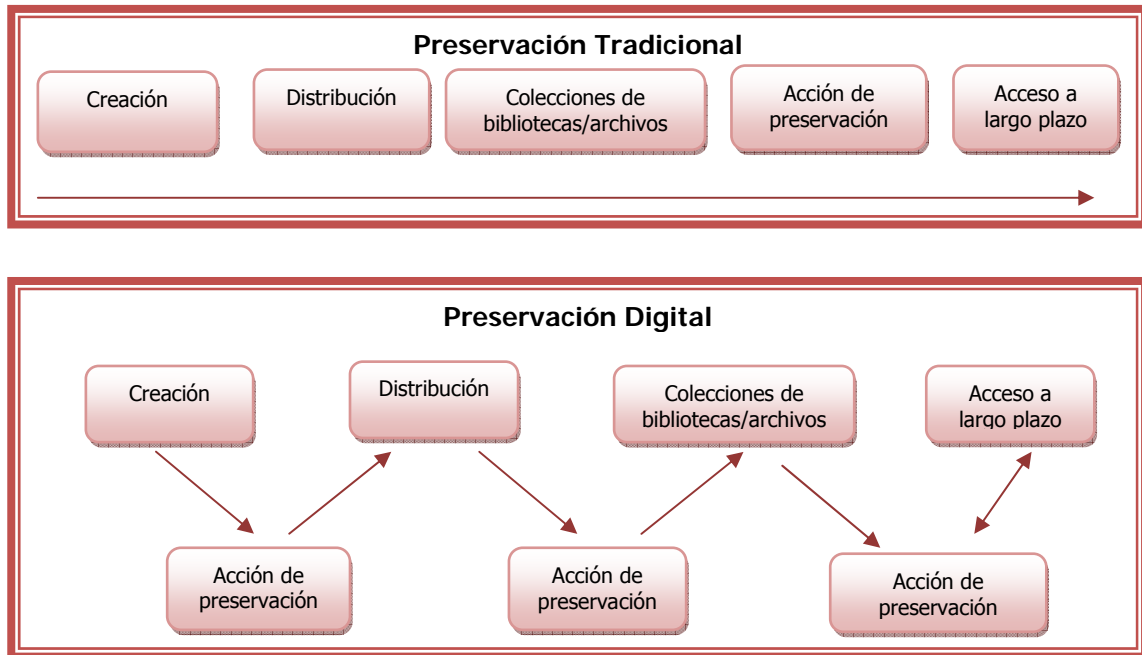 Preservación Tradicional
Creación
Distribución
Colecciones de
bibliotecas/archivos
Acción de
preservación
Acceso a
largo plazo
Preservación Digital
Creación
Distribución
Colecciones de
bibliotecas/archivos
Acceso a
largo plazo
Acción de
preservación
Acción de
preservación
Acción de
preservación